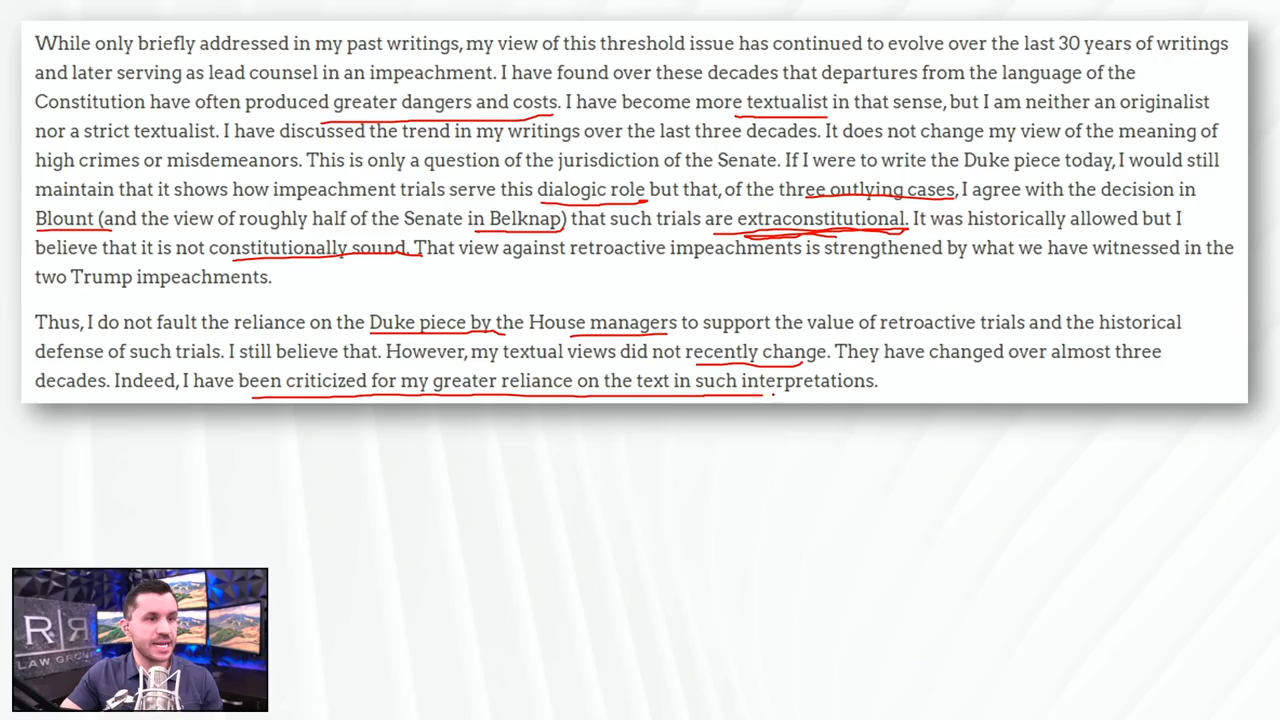 While only briefly addressed in my past writings, my view of this threshold issue has continued to evolve over the last 30 years of writings
and later serving as lead counsel in an impeachment. I have found over these decades that departures from the language of the
Constitution have often produced greater dangers and costs. I have become more textualist in that sense, but I am neither an originalist
nor a strict textualist. I have discussed the trend in my writings over the last three decades. It does not change my view of the meaning of
high crimes or misdemeanors. This is only a question of the jurisdiction of the Senate. If I were to write the Duke piece today, I would still
maintain that it shows how impeachment trials serve this dialogic role but that, of the three outlying cases, I agree with the decision in
Blount (and the view of roughly half of the Senate in Belknap) that such trials are extraconstitutional. It was historically allowed but I
believe that it is not constitutionally sound. That view against retroactive impeachments is strengthened by what we have witnessed in the
two Trump impeachments.
Thus, I do not fault the reliance on the Duke piece by the House managers to support the value of retroactive trials and the historical
defense of such trials. I still believe that. However, my textual views did not recently change. They have changed over almost three
decades. Indeed, I have been criticized for my greater reliance on the text in such interpretations.
R|R
LAW GROUP